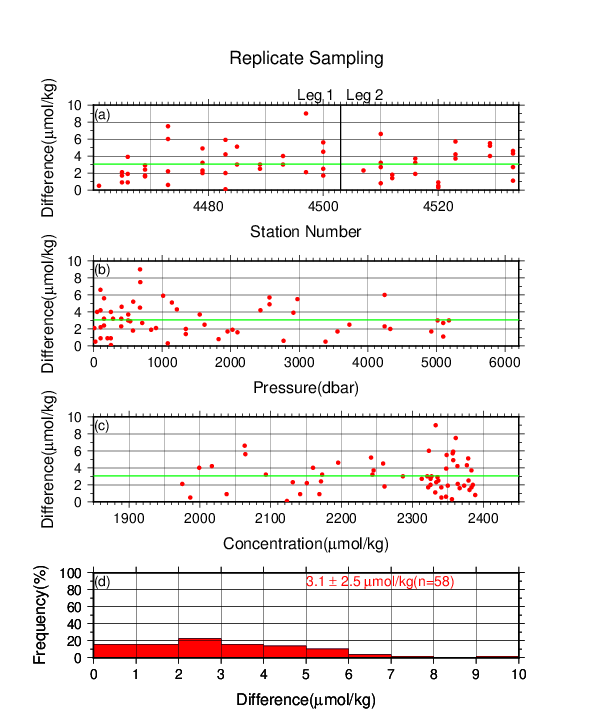 Replicate Sampling
Leg 1 Leg 2
(a)
Difference(μmol/kg)
10
8
6
4
2
0
4480 4500 4520
Station Number
(b)
Difference(μmol/kg)
10
8
6
4
2
0
0 1000 2000 3000 4000 5000 6000
Pressure(dbar)
(c)
Difference(μmol/kg)
10
8
6
4
2
0
1900 2000 2100 2200 2300 2400
Concentration(μmol/kg)
(d)
3.1 ± 2.5 μmol/kg(n=58)
Frequency(%)
100
80
60
40
20
0
0 1 2 3 4 5 6 7 8 9 10
Difference(μmol/kg)